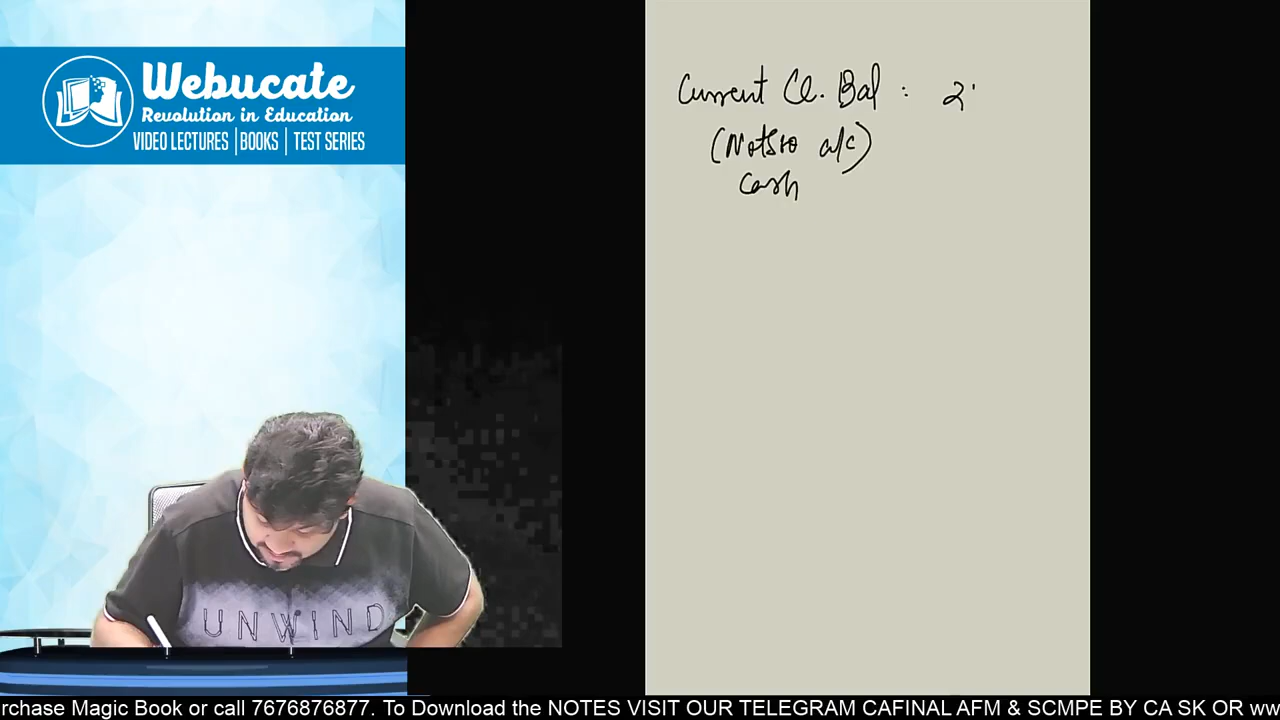 Webucate
Revolution in Education
VIDEO LECTURES | BOOKS | TEST SERIES
Current Cl. Bal : 2
(Nostro a/c)
Cash
UNWIND
rchase Magic Book or call 7676876877. To Download the NOTES VISIT OUR TELEGRAM CAFINAL AFM & SCMPE BY CA SK OR ww